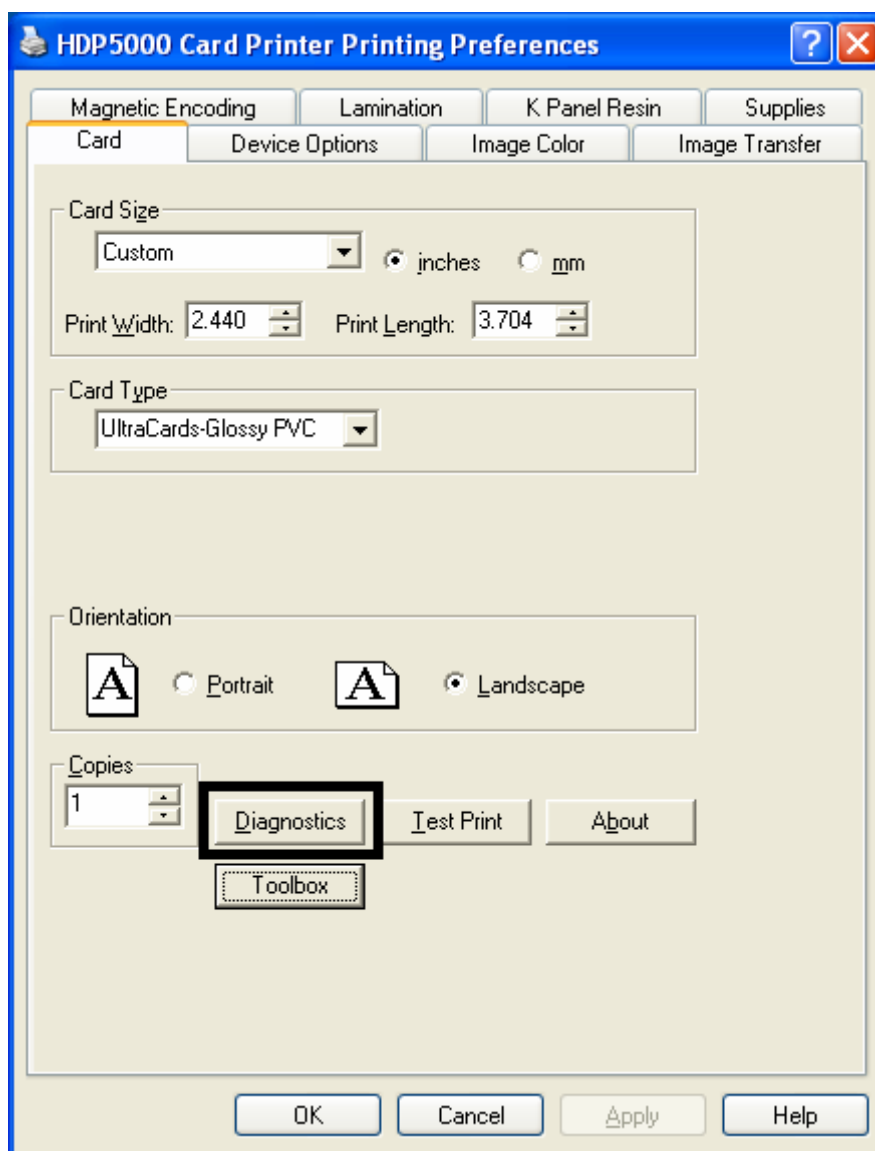 HDP5000 Card Printer Printing Preferences
Magnetic Encoding Lamination K Panel Resin Supplies
Card Device Options Image Color Image Transfer
Card Size
Custom inches mm
Print Width: 2.440 Print Length: 3.704
Card Type
UltraCards-Glossy PVC
Orientation
A Portrait A Landscape
Copies
1 Diagnostics Test Print About
Toolbox
OK Cancel Apply Help